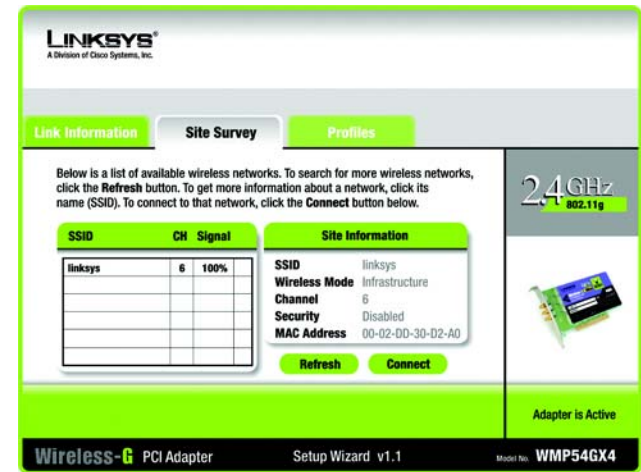 LINKSYS®
A Division of Cisco Systems, Inc.
Link Information Site Survey Profiles
Below is a list of available wireless networks. To search for more wireless networks,
click the Refresh button. To get more information about a network, click its
name (SSID). To connect to that network, click the Connect button below.
2.4GHz
802.11g
SSID CH Signal
linksys 6 100%
Site Information
SSID linksys
Wireless Mode Infrastructure
Channel 6
Security Disabled
MAC Address 00-02-DD-30-D2-A0
Refresh Connect
Adapter is Active
Wireless-G PCI Adapter Setup Wizard v1.1 Model No. WMP54GX4